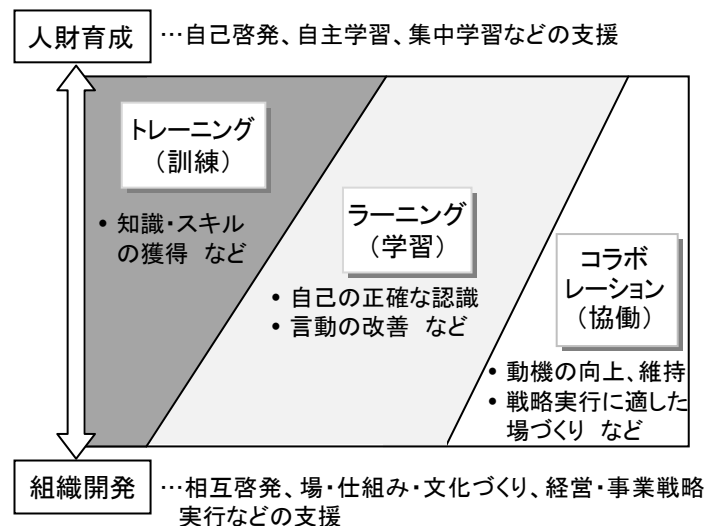 人財育成
…自己啓発、自主学習、集中学習などの支援
トレーニング
（訓練）
• 知識・スキル
の獲得 など
ラーニング
（学習）
• 自己の正確な認識
• 言動の改善 など
コラボ
レーション
（協働）
• 動機の向上、維持
• 戦略実行に適した
場づくり など
組織開発
…相互啓発、場・仕組み・文化づくり、経営・事業戦略
実行などの支援